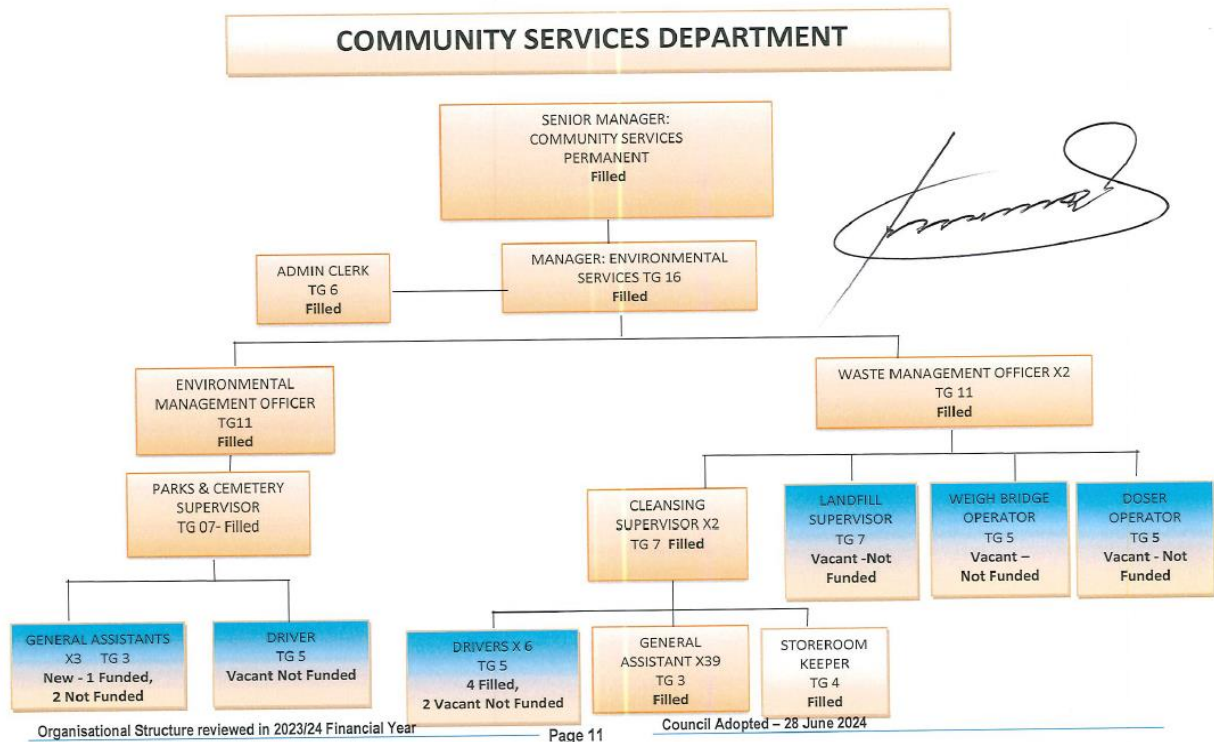 COMMUNITY SERVICES DEPARTMENT
SENIOR MANAGER:
COMMUNITY SERVICES
PERMANENT
Filled
ADMIN CLERK
TG 6
Filled
MANAGER: ENVIRONMENTAL
SERVICES TG 16
Filled
ENVIRONMENTAL
MANAGEMENT OFFICER
TG11
Filled
WASTE MANAGEMENT OFFICER X2
TG 11
Filled
PARKS & CEMETERY
SUPERVISOR
TG 07- Filled
CLEANSING
SUPERVISOR X2
TG 7 Filled
LANDFILL
SUPERVISOR
TG 7
Vacant -Not
Funded
WEIGH BRIDGE
OPERATOR
TG 5
Vacant –
Not Funded
DOSER
OPERATOR
TG 5
Vacant - Not
Funded
GENERAL ASSISTANTS
X3 TG 3
New - 1 Funded,
2 Not Funded
DRIVER
TG 5
Vacant Not Funded
DRIVERS X 6
TG 5
4 Filled,
2 Vacant Not Funded
GENERAL
ASSISTANT X39
TG 3
Filled
STOREROOM
KEEPER
TG 4
Filled
Organisational Structure reviewed in 2023/24 Financial Year
Page 11
Council Adopted – 28 June 2024